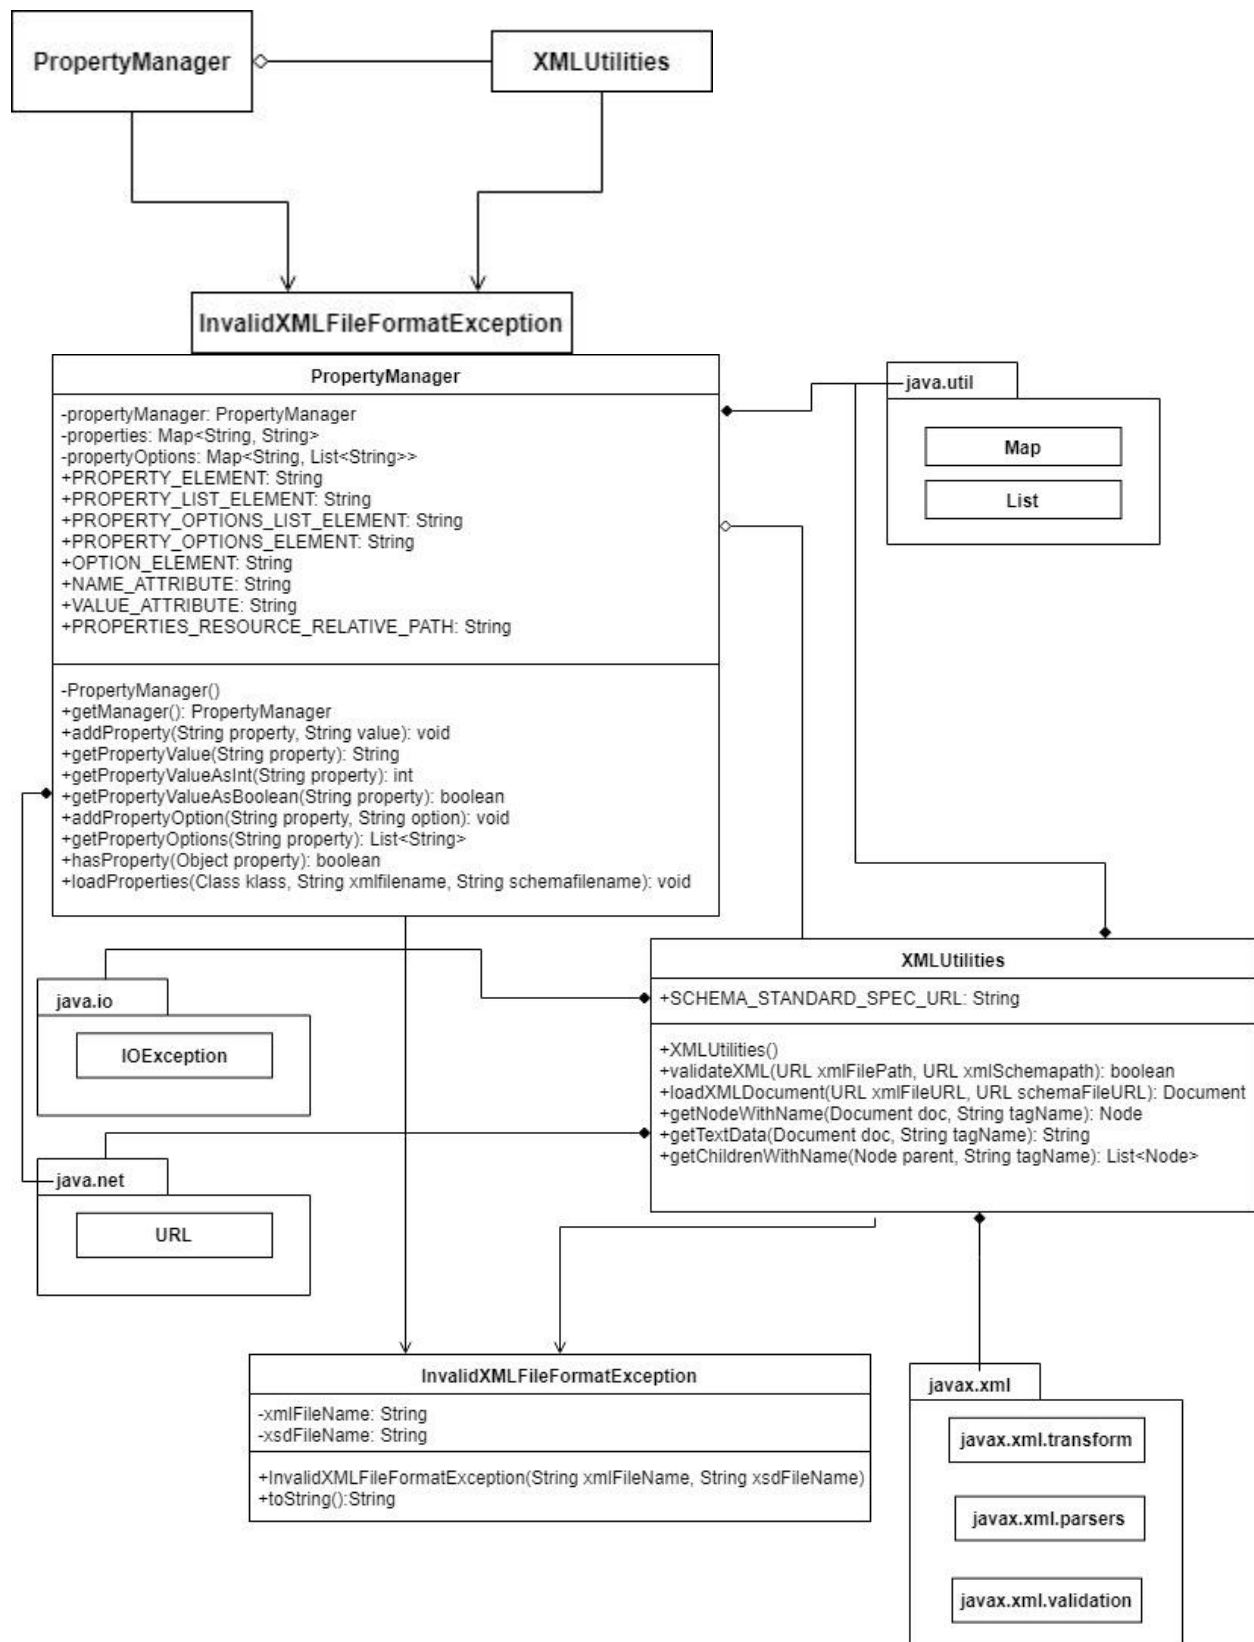 PropertyManager
XMLUtilities
InvalidXMLFileFormatException
PropertyManager
-propertyManager: PropertyManager
-properties: Map<String, String>
-propertyOptions: Map<String, List<String>>
+PROPERTY_ELEMENT: String
+PROPERTY_LIST_ELEMENT: String
+PROPERTY_OPTIONS_LIST_ELEMENT: String
+PROPERTY_OPTIONS_ELEMENT: String
+OPTION_ELEMENT: String
+NAME_ATTRIBUTE: String
+VALUE_ATTRIBUTE: String
+PROPERTIES_RESOURCE_RELATIVE_PATH: String
-PropertyManager()
+getManager(): PropertyManager
+addProperty(String property, String value): void
+getPropertyValue(String property): String
+getPropertyValueAsInt(String property): int
+getPropertyValueAsBoolean(String property): boolean
+addPropertyOption(String property, String option): void
+getPropertyOptions(String property): List<String>
+hasProperty(Object property): boolean
+loadProperties(Class klass, String xmlfilename, String schemafilename): void
java.util
Map
List
java.io
IOException
java.net
URL
XMLUtilities
+SCHEMA_STANDARD_SPEC_URL: String
+XMLUtilities()
+validateXML(URL xmlFilePath, URL xmlSchemapath): boolean
+loadXMLDocument(URL xmlFileURL, URL schemaFileURL): Document
+getNodeWithName(Document doc, String tagName): Node
+getTextData(Document doc, String tagName): String
+getChildrenWithName(Node parent, String tagName): List<Node>
InvalidXMLFileFormatException
-xmlFileName: String
-xsdFileName: String
+InvalidXMLFileFormatException(String xmlFileName, String xsdFileName)
+toString():String
javax.xml
javax.xml.transform
javax.xml.parsers
javax.xml.validation